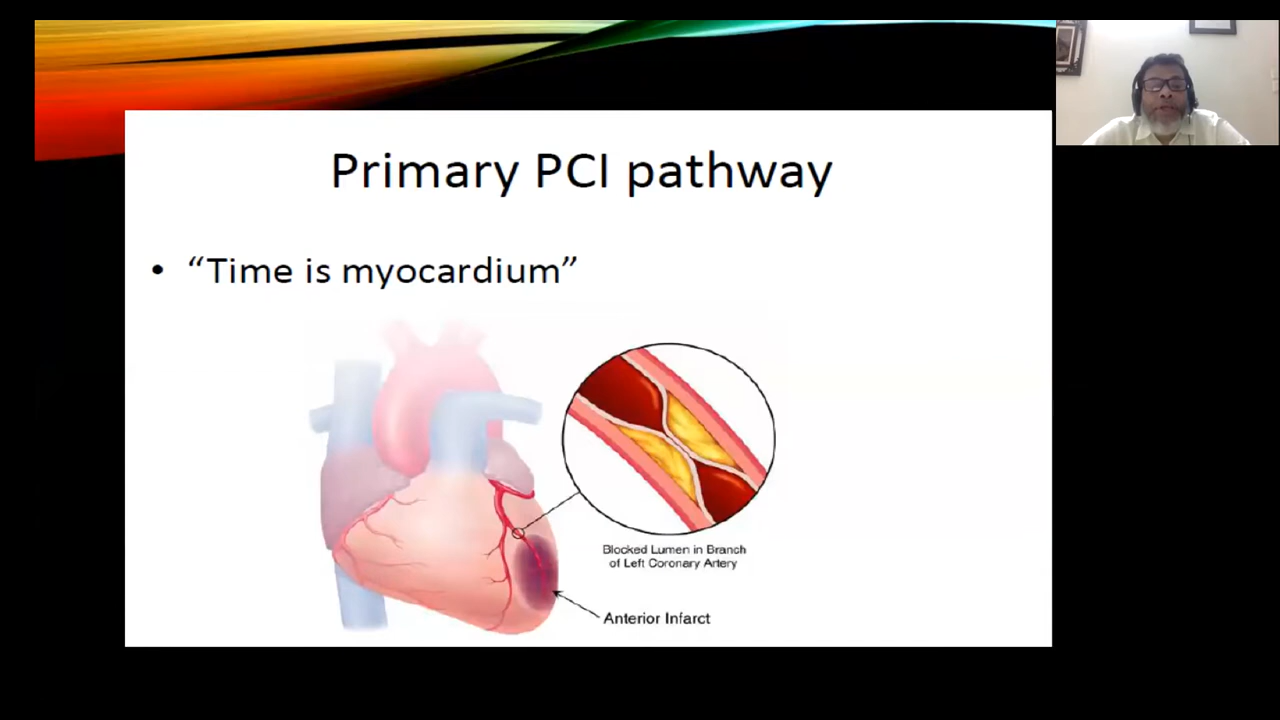 Primary PCI pathway
• “Time is myocardium”
Blocked Lumen in Branch
of Left Coronary Artery
Anterior Infarct